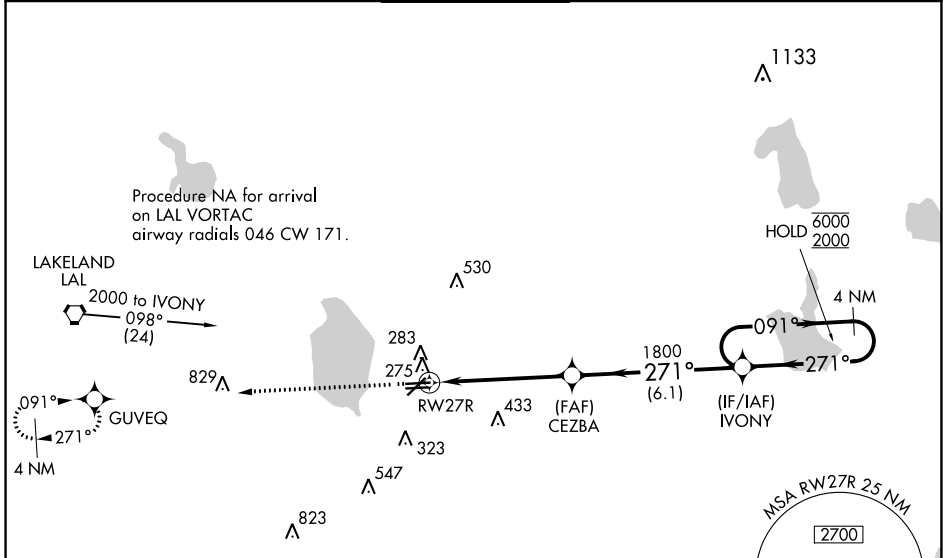 1133
Procedure NA for arrival
on LAL VORTAC
airway radials 046 CW 171.
HOLD 6000
2000
LAKELAND
LAL
2000 to IVONY
098°
(24)
530
4 NM
091°
271°
283
275
829
1800
271°
(6.1)
RW27R
(FAF)
CEZBA
(IF/IAF)
IVONY
091°
GUVEQ
271°
4 NM
433
323
547
823
MSA RW27R 25 NM
2700